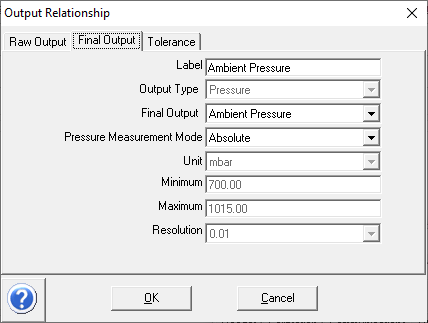 Output Relationship
Raw Output Final Output Tolerance
Label Ambient Pressure
Output Type Pressure
Final Output Ambient Pressure
Pressure Measurement Mode Absolute
Unit mbar
Minimum 700.00
Maximum 1015.00
Resolution 0.01
? OK Cancel